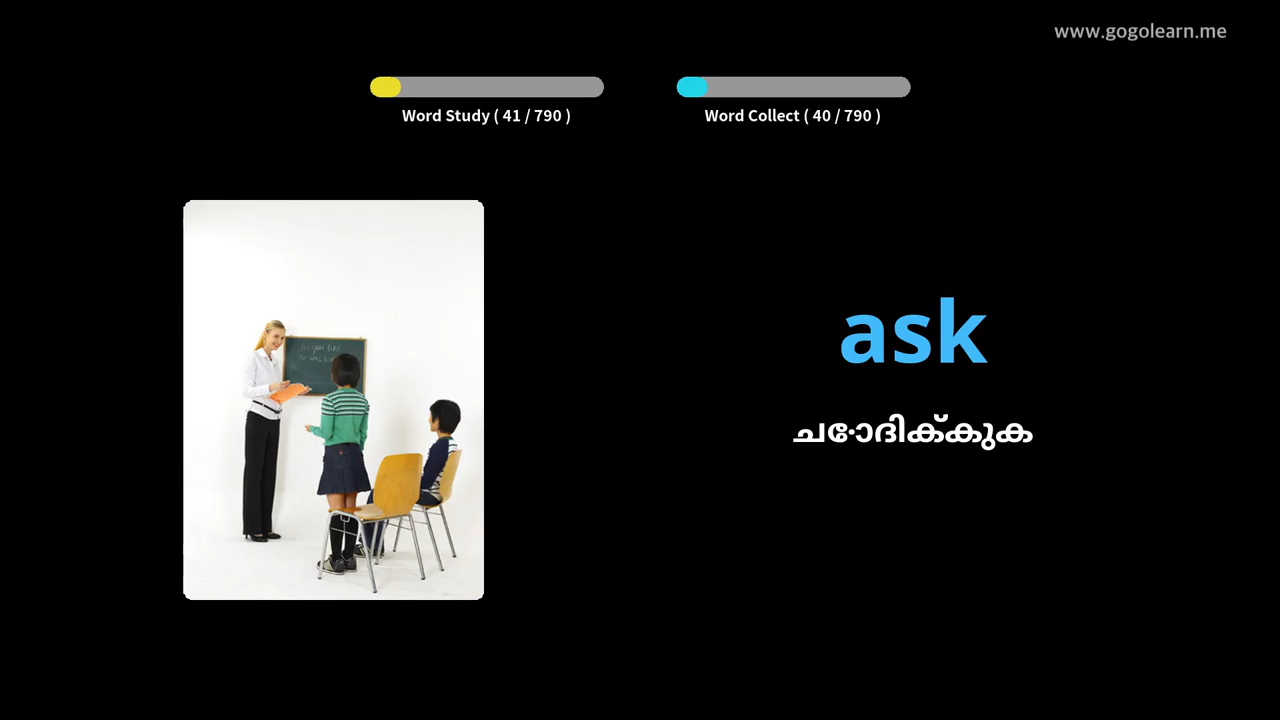 www.gogolearn.me
Word Study ( 41 / 790 )
Word Collect ( 40 / 790 )
ask
ചോദിക്കുക